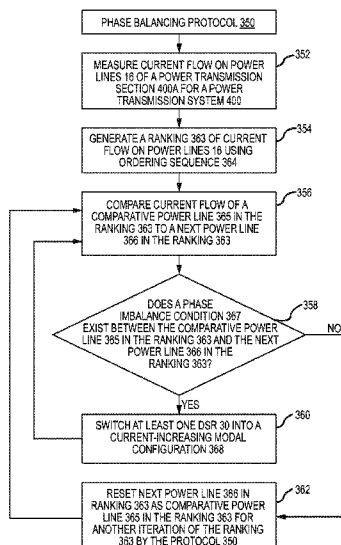 PHASE BALANCING PROTOCOL 350
352
MEASURE CURRENT FLOW ON POWER
LINES 16 OF A POWER TRANSMISSION
SECTION 400A FOR A POWER
TRANSMISSION SYSTEM 400
354
GENERATE A RANKING 363 OF CURRENT
FLOW ON POWER LINES 16 USING
ORDERING SEQUENCE 364
356
COMPARE CURRENT FLOW OF A
COMPARATIVE POWER LINE 365 IN THE
RANKING 363 TO A NEXT POWER LINE
366 IN THE RANKING 363
358
DOES A PHASE
IMBALANCE CONDITION 367
EXIST BETWEEN THE COMPARATIVE POWER
LINE 365 IN THE RANKING 363 AND THE NEXT
POWER LINE 366 IN THE
RANKING 363?
NO
YES
360
SWITCH AT LEAST ONE DSR 30 INTO A
CURRENT-INCREASING MODAL
CONFIGURATION 368
362
RESET NEXT POWER LINE 366 IN
RANKING 363 AS COMPARATIVE POWER
LINE 365 IN THE RANKING 363 FOR
ANOTHER ITERATION OF THE RANKING
363 BY THE PROTOCOL 350